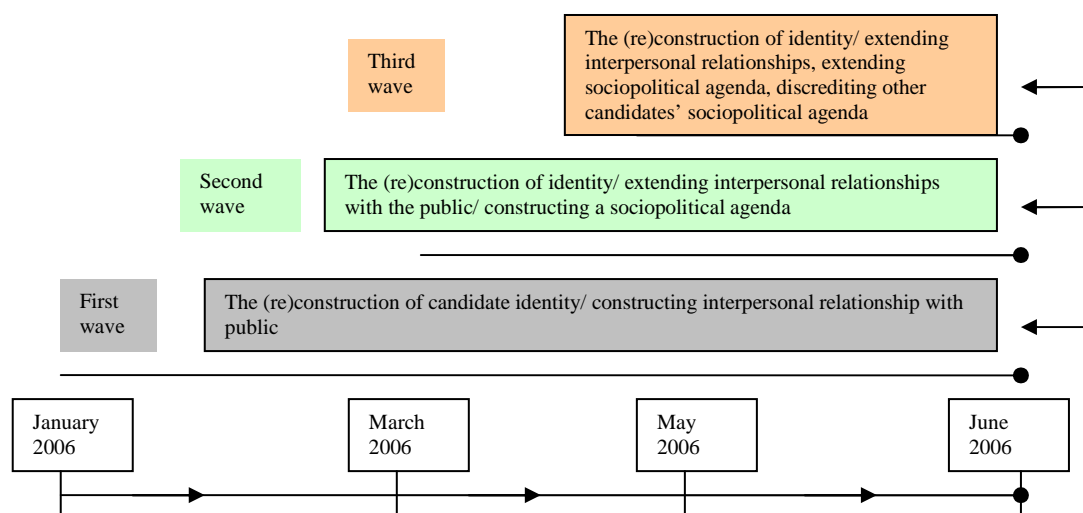 Third
wave
The (re)construction of identity/ extending
interpersonal relationships, extending
sociopolitical agenda, discrediting other
candidates’ sociopolitical agenda
Second
wave
The (re)construction of identity/ extending interpersonal relationships
with the public/ constructing a sociopolitical agenda
First
wave
The (re)construction of candidate identity/ constructing interpersonal relationship with
public
January
2006
March
2006
May
2006
June
2006